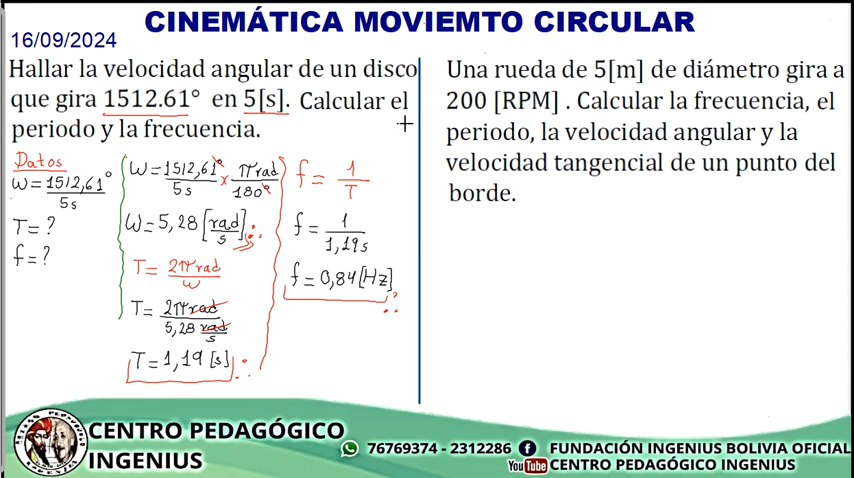 CINEMÁTICA MOVIEMTO CIRCULAR
16/09/2024
Hallar la velocidad angular de un disco
que gira 1512.61° en 5[s]. Calcular el
periodo y la frecuencia.
Datos
W = 1512,61° / 5s
T = ?
f = ?
W = 1512,61° / 5s × π rad / 180°
W = 5,28 [rad/s]
T = 2π rad / W
T = 2π rad / 5,28 rad/s
T = 1,19 [s]
f = 1 / T
f = 1 / 1,19 s
f = 0,84 [Hz]
Una rueda de 5[m] de diámetro gira a
200 [RPM] . Calcular la frecuencia, el
periodo, la velocidad angular y la
velocidad tangencial de un punto del
borde.
CENTRO PEDAGÓGICO
INGENIUS
76769374 - 2312286
FUNDACIÓN INGENIUS BOLIVIA OFICIAL
YouTube CENTRO PEDAGÓGICO INGENIUS